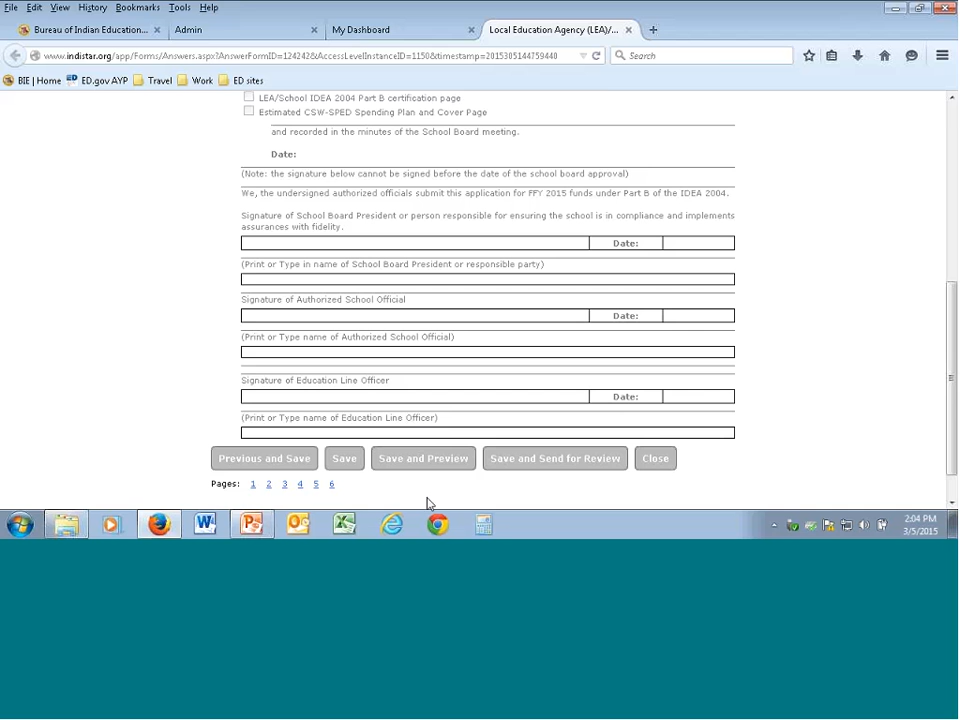 File Edit View History Bookmarks Tools Help
Bureau of Indian Education... × Admin × My Dashboard × Local Education Agency (LEA)/... × +
www.indistar.org/app/Forms/Answers.aspx?AnswerFormID=124242&AccessLevelInstanceID=1150&timestamp=2015305144759440 Search
BIE | Home ED.gov AYP Travel Work ED sites
LEA/School IDEA 2004 Part B certification page
Estimated CSW-SPED Spending Plan and Cover Page
and recorded in the minutes of the School Board meeting.
Date:
(Note: the signature below cannot be signed before the date of the school board approval)
We, the undersigned authorized officials submit this application for FFY 2015 funds under Part B of the IDEA 2004.
Signature of School Board President or person responsible for ensuring the school is in compliance and implements
assurances with fidelity.
Date:
(Print or Type in name of School Board President or responsible party)
Signature of Authorized School Official
Date:
(Print or Type name of Authorized School Official)
Signature of Education Line Officer
Date:
(Print or Type name of Education Line Officer)
Previous and Save Save Save and Preview Save and Send for Review Close
Pages: 1 2 3 4 5 6
2:04 PM
3/5/2015